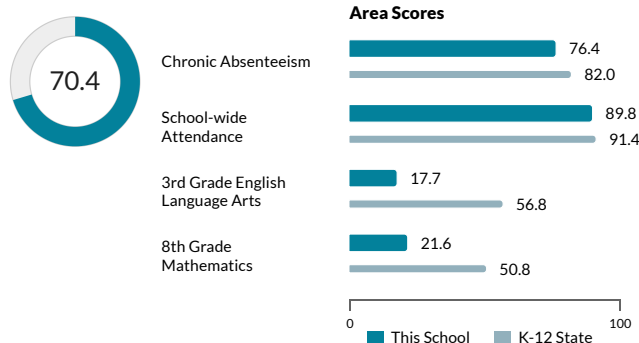 Area Scores
70.4
Chronic Absenteeism
76.4
82.0
School-wide
Attendance
89.8
91.4
3rd Grade English
Language Arts
17.7
56.8
8th Grade
Mathematics
21.6
50.8
0
100
This School
K-12 State